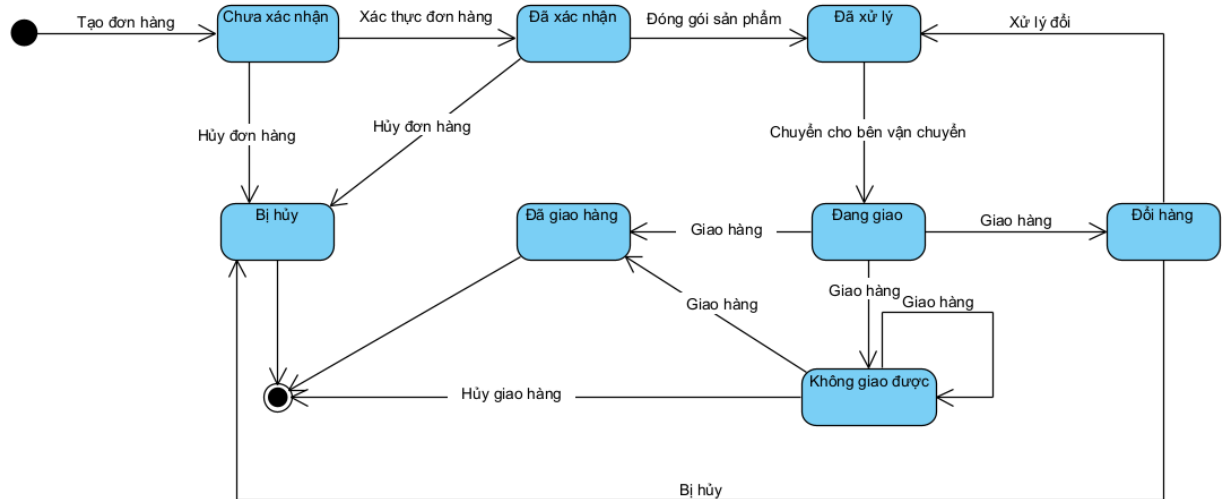 Tạo đơn hàng
Chưa xác nhận
Xác thực đơn hàng
Đã xác nhận
Đóng gói sản phẩm
Đã xử lý
Xử lý đổi
Hủy đơn hàng
Hủy đơn hàng
Chuyển cho bên vận chuyển
Bị hủy
Đã giao hàng
Giao hàng
Đang giao
Giao hàng
Đổi hàng
Giao hàng
Giao hàng
Giao hàng
Không giao được
Hủy giao hàng
Bị hủy